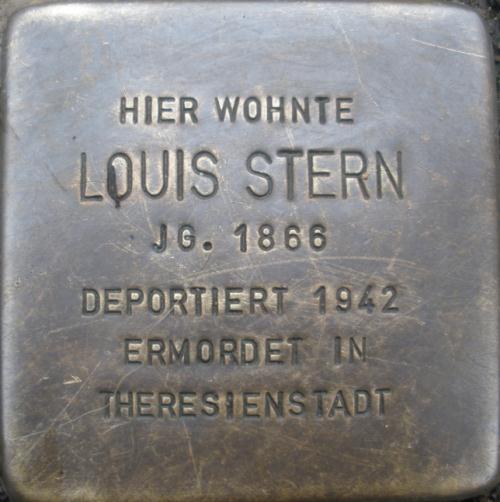 HIER WOHNTE
LOUIS STERN
JG. 1866
DEPORTIERT 1942
ERMORDET IN
THERESIENSTADT